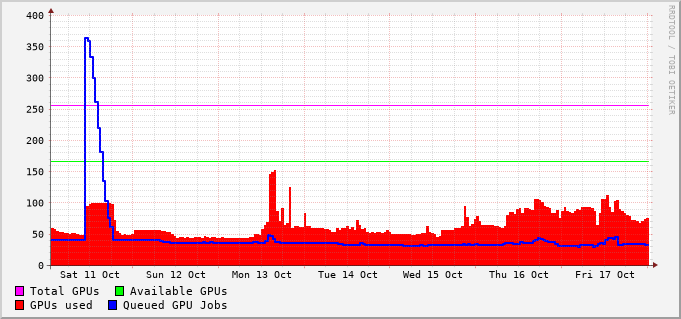 400
350
300
250
200
150
100
50
0
Sat 11 Oct Sun 12 Oct Mon 13 Oct Tue 14 Oct Wed 15 Oct Thu 16 Oct Fri 17 Oct
Total GPUs Available GPUs
GPUs used Queued GPU Jobs
RRDTOOL / TOBI OETIKER